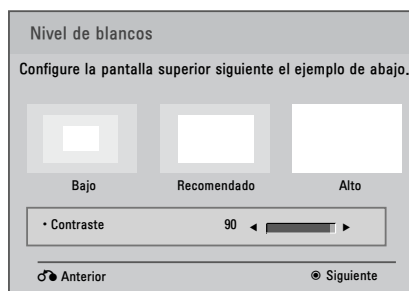 Nivel de blancos
Configure la pantalla superior siguiente el ejemplo de abajo.
Bajo Recomendado Alto
• Contraste 90 ◄ ►
Anterior ◉ Siguiente